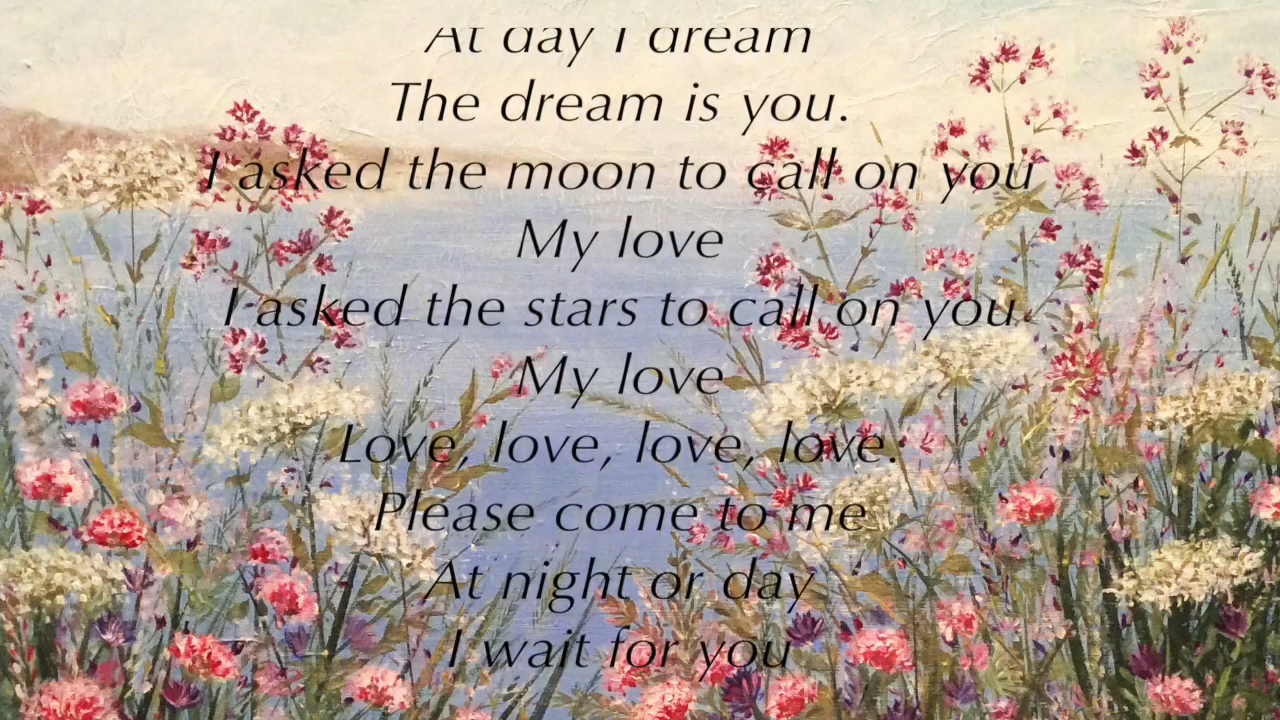 At day I dream
The dream is you.
I asked the moon to call on you
My love
I asked the stars to call on you.
My love
Love, love, love, love.
Please come to me
At night or day
I wait for you